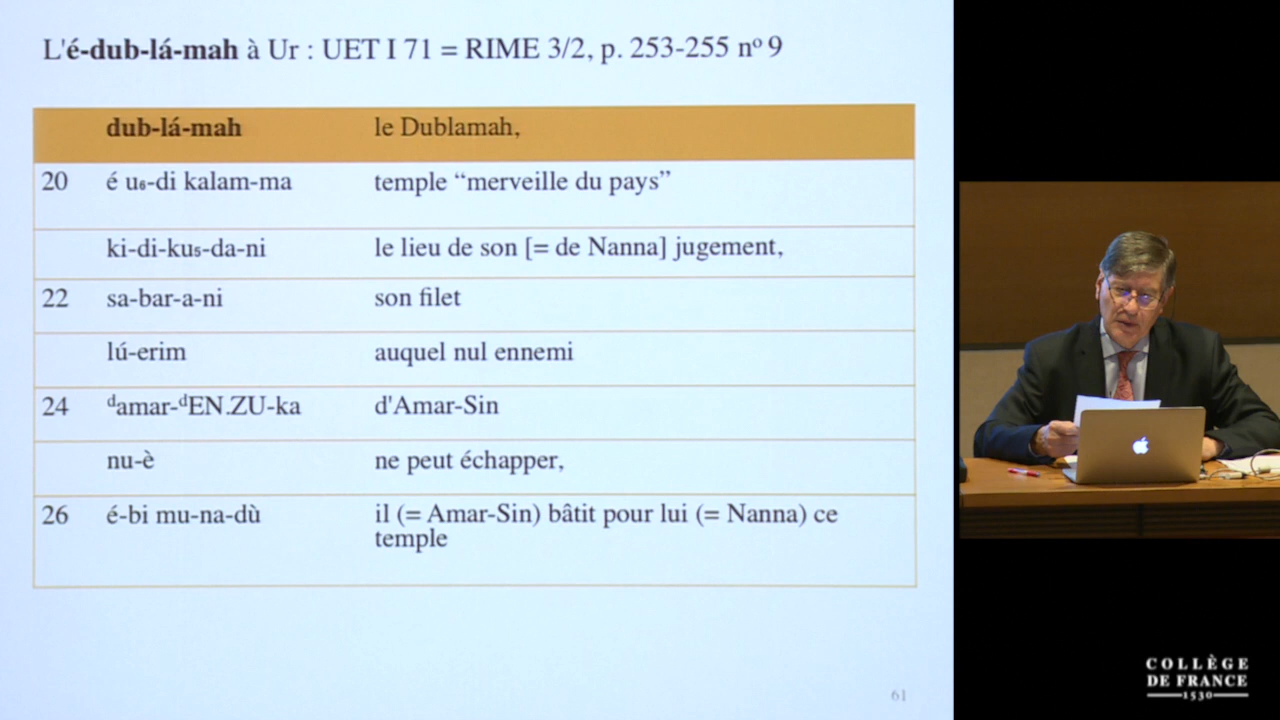 L'é-dub-lá-mah à Ur : UET I 71 = RIME 3/2, p. 253-255 nº 9
dub-lá-mah le Dublamah,
20 é u₆-di kalam-ma temple “merveille du pays”
ki-di-ku₅-da-ni le lieu de son [= de Nanna] jugement,
22 sa-bar-a-ni son filet
lú-erim auquel nul ennemi
24 ᵈamar-ᵈEN.ZU-ka d'Amar-Sin
nu-è ne peut échapper,
26 é-bi mu-na-dù il (= Amar-Sin) bâtit pour lui (= Nanna) ce
temple
61
COLLÈGE
DE FRANCE
1530